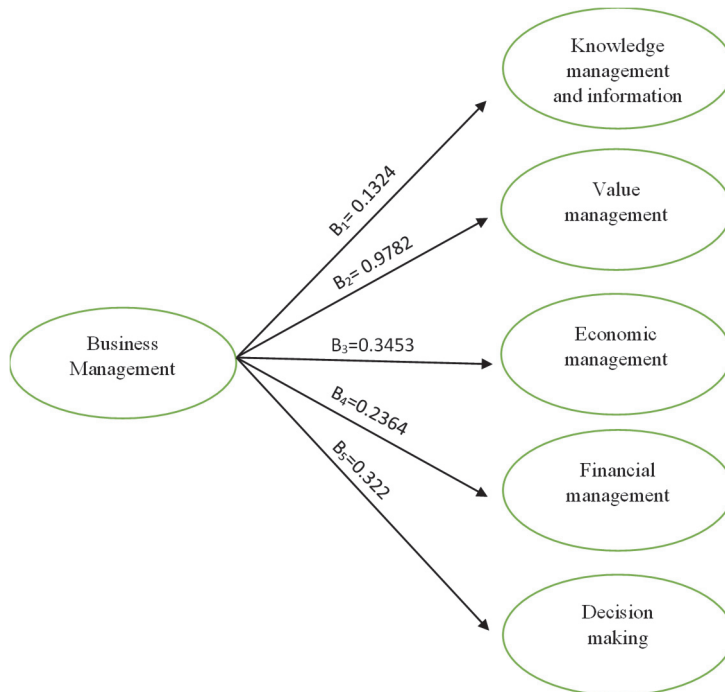 Knowledge
management
and information
B₁= 0.1324
Value
management
B₂= 0.9782
Business
Management
B₃=0.3453
Economic
management
B₄=0.2364
Financial
management
B₅=0.322
Decision
making